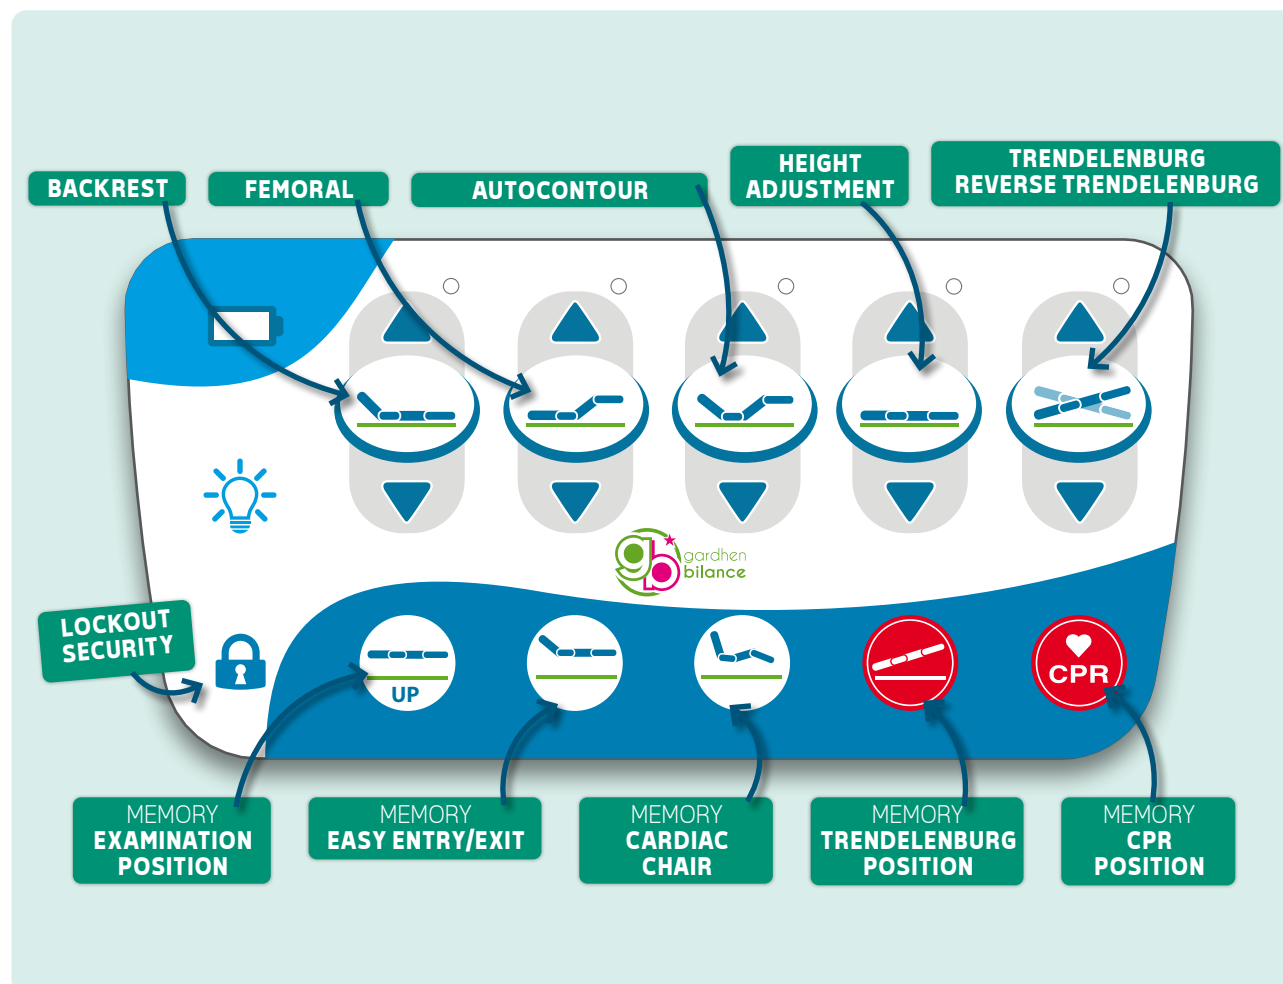 BACKREST
FEMORAL
AUTOCONTOUR
HEIGHT
ADJUSTMENT
TRENDELENBURG
REVERSE TRENDELENBURG
gardhen
bilance
gb
LOCKOUT
SECURITY
UP
CPR
MEMORY
EXAMINATION
POSITION
MEMORY
EASY ENTRY/EXIT
MEMORY
CARDIAC
CHAIR
MEMORY
TRENDELENBURG
POSITION
MEMORY
CPR
POSITION